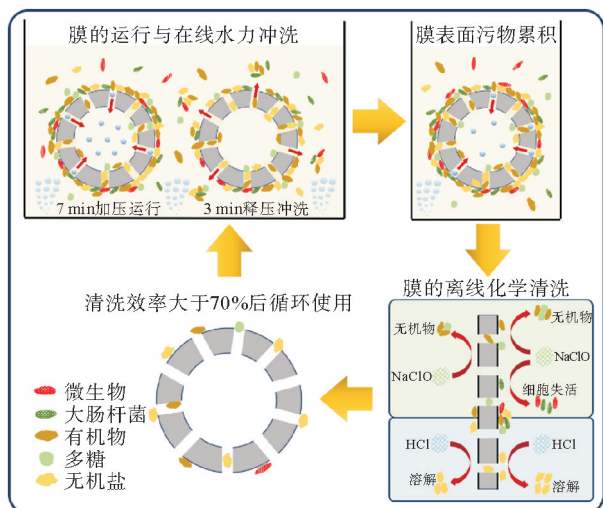 膜的运行与在线水力冲洗
7 min加压运行
3 min释压冲洗
膜表面污物累积
膜的离线化学清洗
无机物
无机物
NaClO
NaClO
细胞失活
HCl
HCl
溶解
溶解
清洗效率大于70%后循环使用
微生物
大肠杆菌
有机物
多糖
无机盐